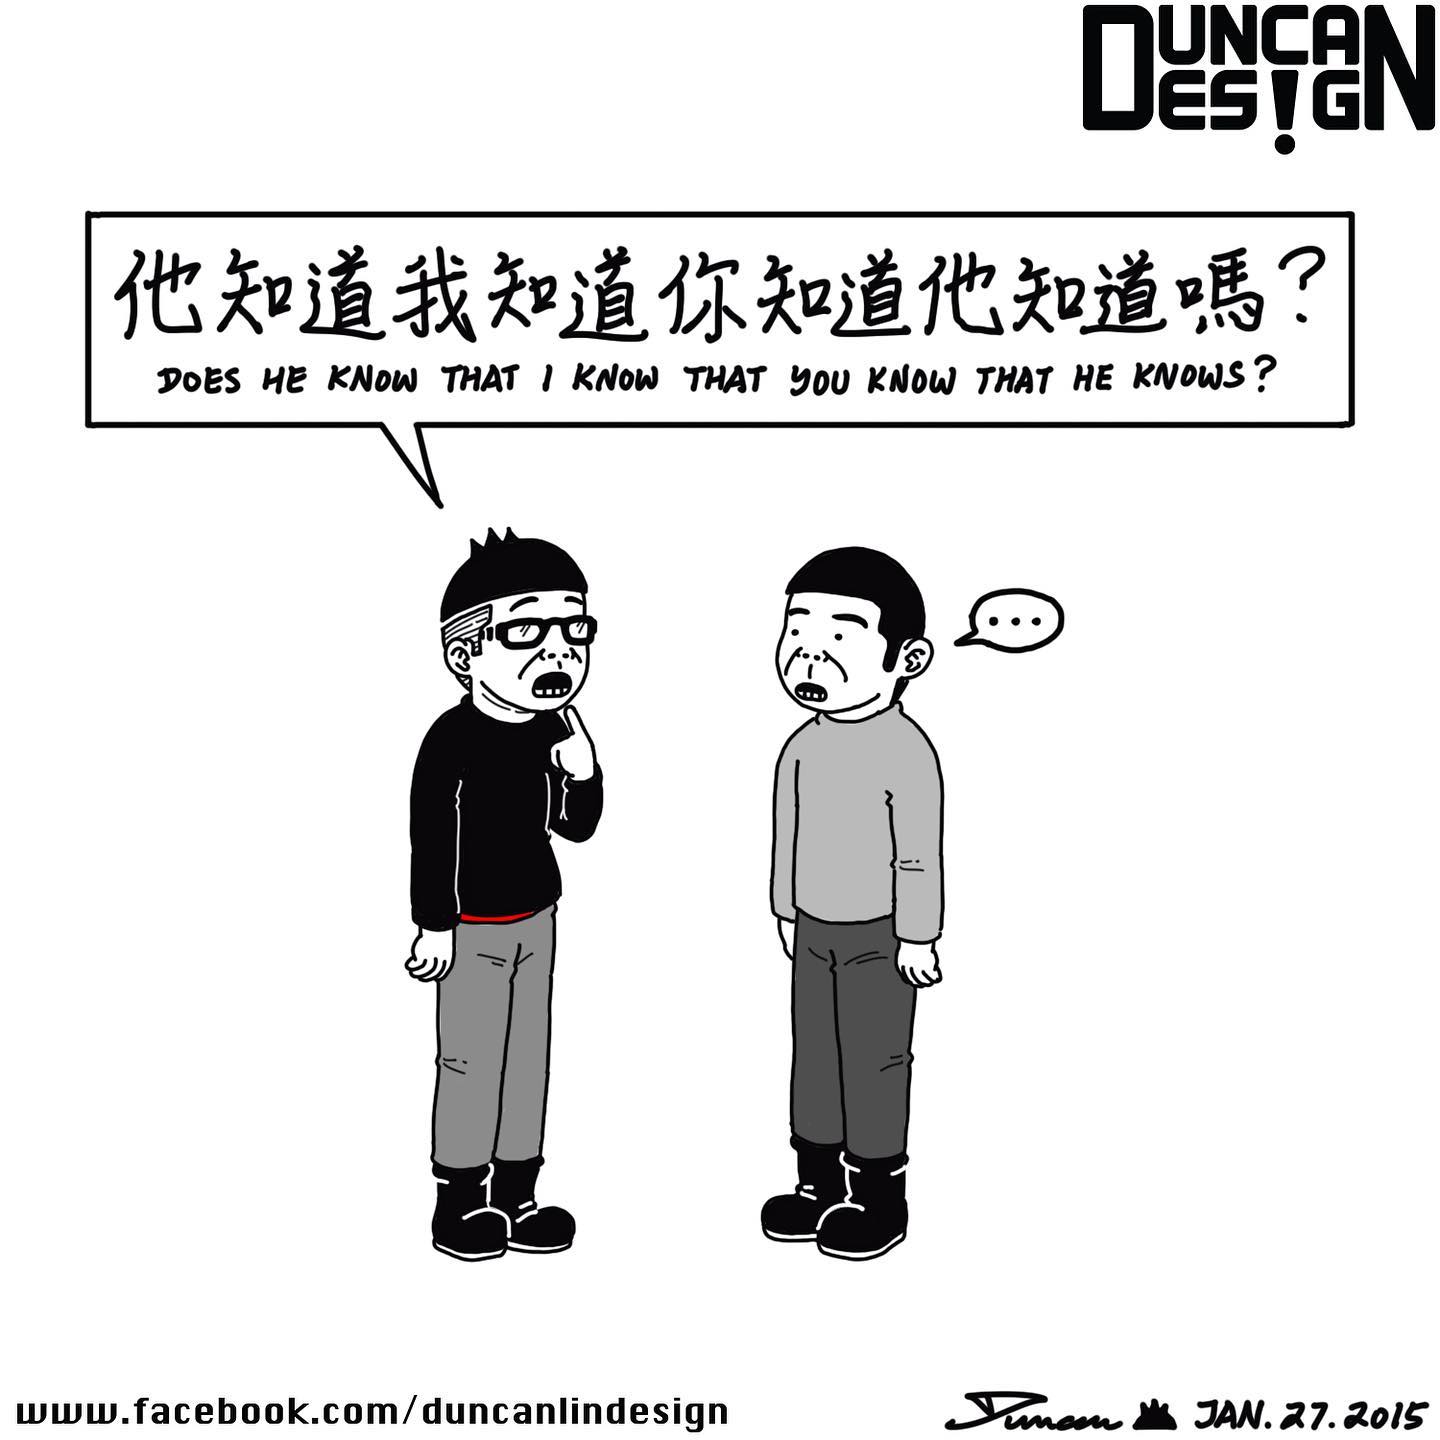 DUNCAN
DES!GN
他知道我知道你知道他知道嗎?
DOES HE KNOW THAT I KNOW THAT YOU KNOW THAT HE KNOWS?
...
www.facebook.com/duncanlindesign
Duncan JAN.27.2015